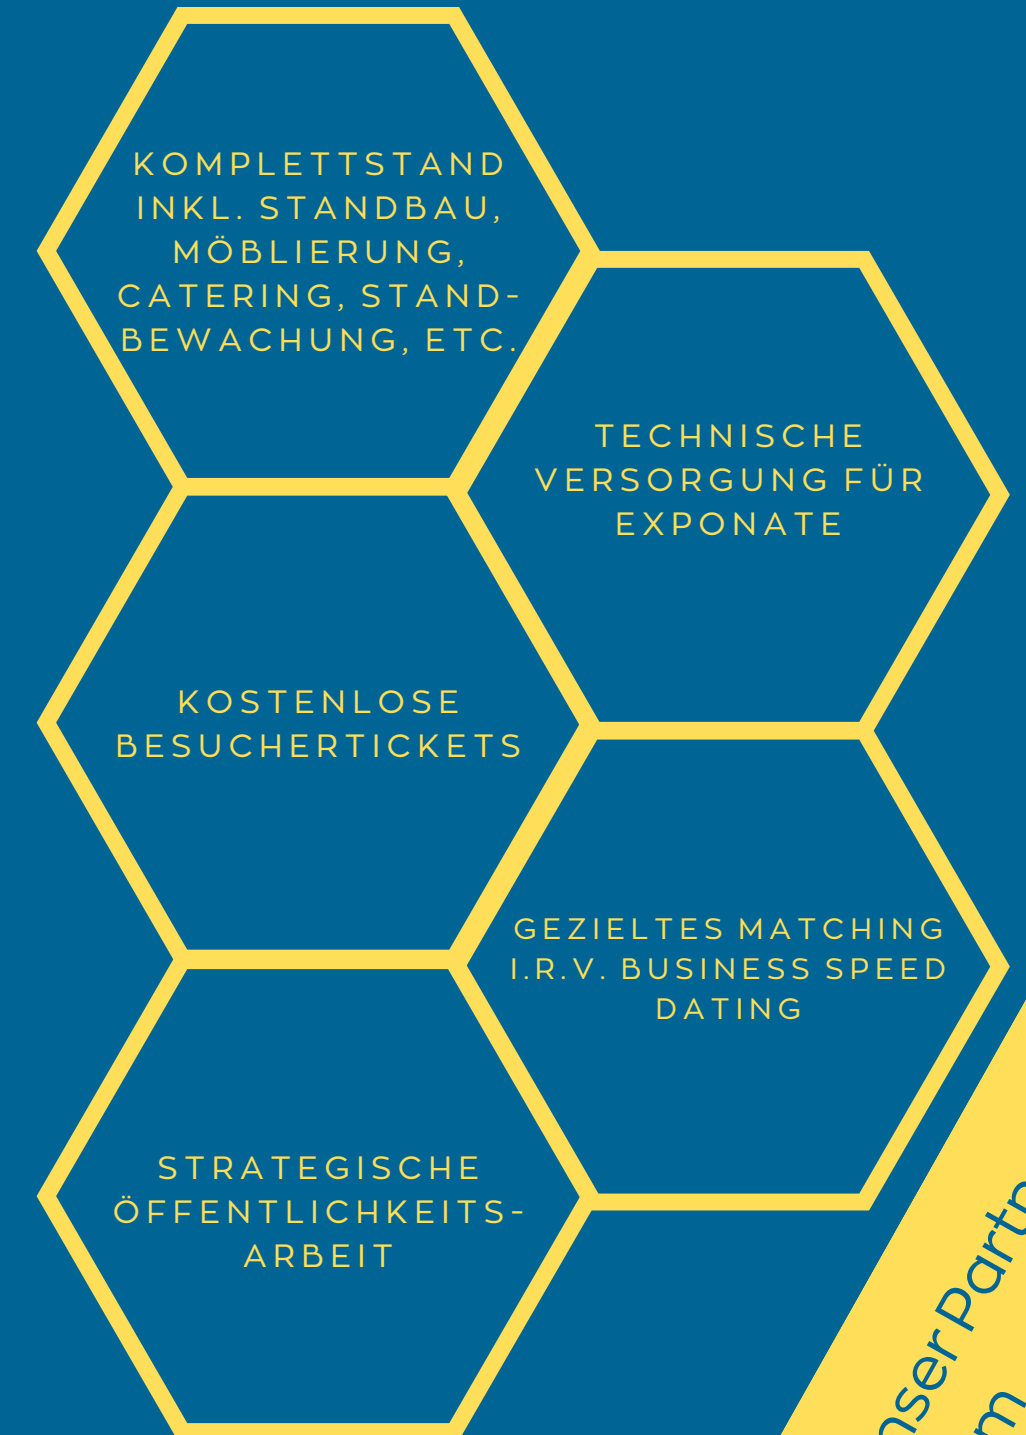 KOMPLETTSTAND
INKL. STANDBAU,
MÖBLIERUNG,
CATERING, STAND-
BEWACHUNG, ETC.
TECHNISCHE
VERSORGUNG FÜR
EXPONATE
KOSTENLOSE
BESUCHERTICKETS
GEZIELTES MATCHING
I.R.V. BUSINESS SPEED
DATING
STRATEGISCHE
ÖFFENTLICHKEITS-
ARBEIT